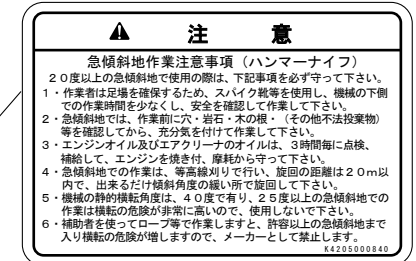 注 意
急傾斜地作業注意事項（ハンマーナイフ）
２０度以上の急傾斜地で使用の際は、下記事項を必ず守って下さい。
１・作業者は足場を確保するため、スパイク靴等を使用し、機械の下側
での作業時間を少なくし、安全を確認して作業して下さい。
２・急傾斜地では、作業前に穴・岩石・木の根・（その他不法投棄物）
等を確認してから、充分気を付けて作業して下さい。
３・エンジンオイル及びエアクリーナのオイルは、３時間毎に点検、
補給して、エンジンを焼き付、摩耗から守って下さい。
４・急傾斜地での作業は、等高線刈りで行い、旋回の距離は２０ｍ以
内で、出来るだけ傾斜角度の緩い所で旋回して下さい。
５・機械の静的横転角度は、４０度で有り、２５度以上の急傾斜地での
作業は横転の危険が非常に高いので、使用しないで下さい。
６・補助者を使ってロープ等で作業しますと、許容以上の急傾斜地まで
入り横転の危険が増しますので、メーカーとして禁止します。
K4205000840